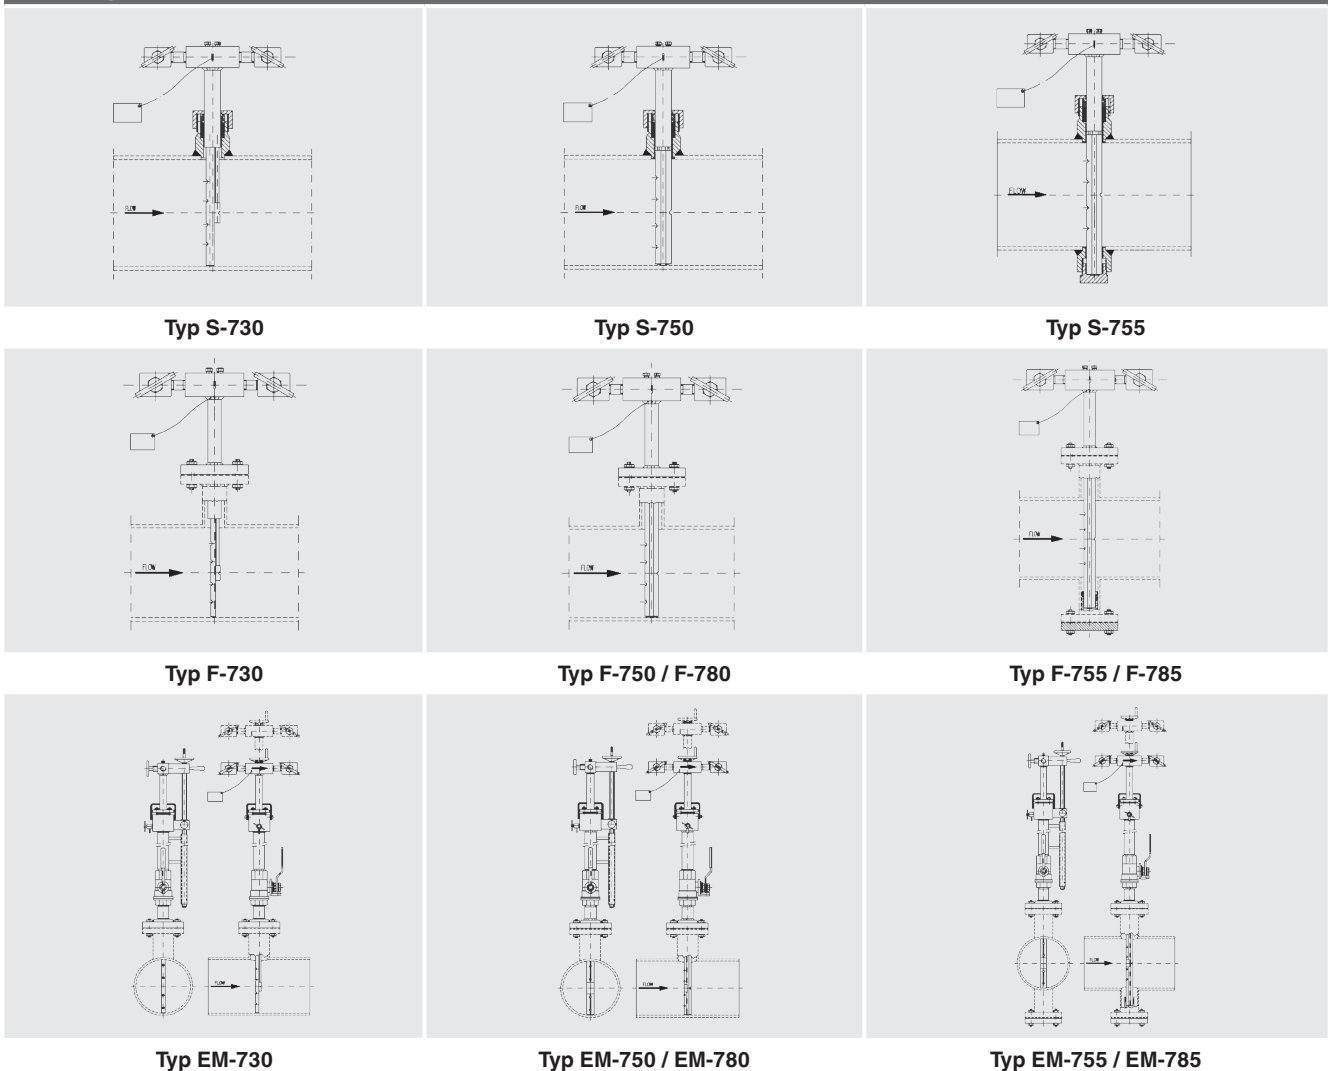 FLOW
FLOW
FLOW
Typ S-730
Typ S-750
Typ S-755
FLOW
FLOW
FLOW
Typ F-730
Typ F-750 / F-780
Typ F-755 / F-785
FLOW
FLOW
FLOW
Typ EM-730
Typ EM-750 / EM-780
Typ EM-755 / EM-785